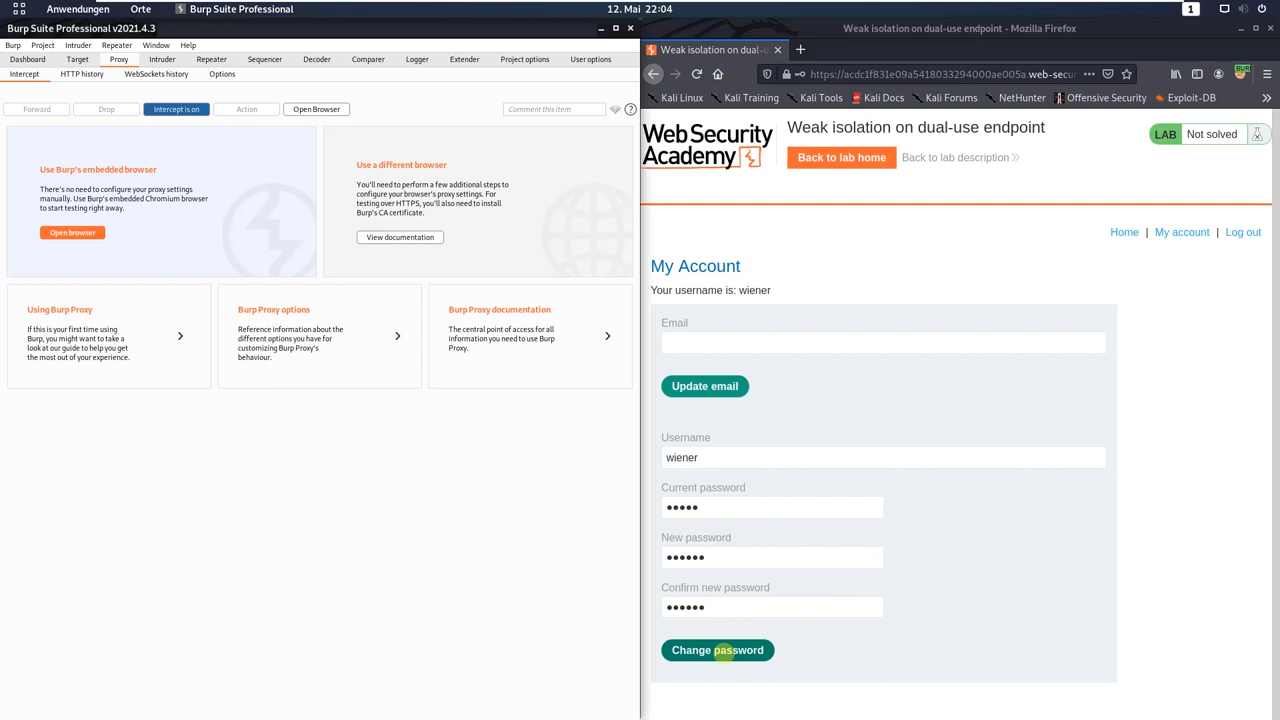 Anwendungen Orte Burp Suite Professional 12. Mai 22:04 1
Burp Suite Professional v2021.4.3
Burp Project Intruder Repeater Window Help
Dashboard Target Proxy Intruder Repeater Sequencer Decoder Comparer Logger Extender Project options User options
Intercept HTTP history WebSockets history Options
Forward Drop Intercept is on Action Open Browser Comment this item ?
Use Burp's embedded browser
There's no need to configure your proxy settings
manually. Use Burp's embedded Chromium browser
to start testing right away.
Open browser
Use a different browser
You'll need to perform a few additional steps to
configure your browser's proxy settings. For
testing over HTTPS, you'll also need to install
Burp's CA certificate.
View documentation
Using Burp Proxy
If this is your first time using
Burp, you might want to take a
look at our guide to help you get
the most out of your experience.
Burp Proxy options
Reference information about the
different options you have for
customizing Burp Proxy's
behaviour.
Burp Proxy documentation
The central point of access for all
information you need to use Burp
Proxy.
Weak isolation on dual-use endpoint - Mozilla Firefox
Weak isolation on dual-u
https://acdc1f831e09a5418033294000ae005a.web-secu
BUR
Kali Linux Kali Training Kali Tools Kali Docs Kali Forums NetHunter Offensive Security Exploit-DB
Web Security
Academy
Weak isolation on dual-use endpoint
Back to lab home Back to lab description
LAB Not solved
Home | My account | Log out
My Account
Your username is: wiener
Email
Update email
Username
wiener
Current password
•••••
New password
••••••
Confirm new password
••••••
Change password